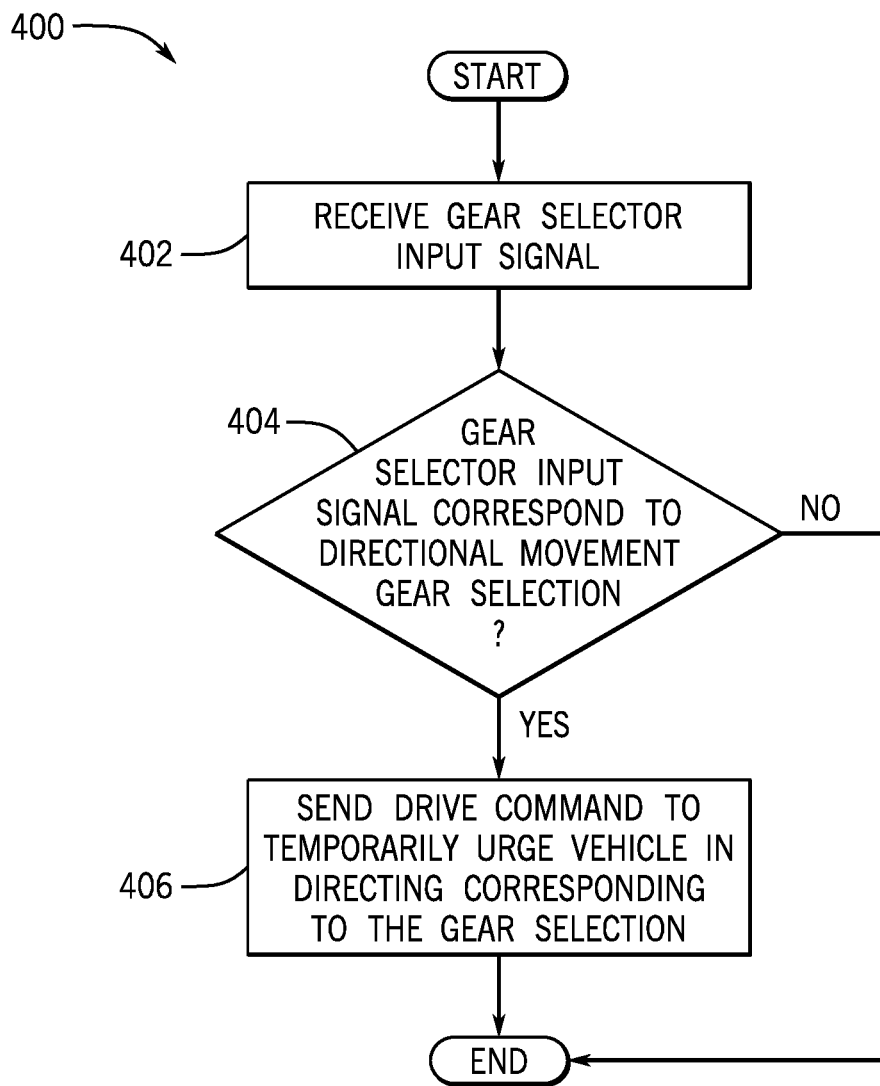 400
START
402
RECEIVE GEAR SELECTOR
INPUT SIGNAL
404
GEAR
SELECTOR INPUT
SIGNAL CORRESPOND TO
DIRECTIONAL MOVEMENT
GEAR SELECTION
?
NO
YES
406
SEND DRIVE COMMAND TO
TEMPORARILY URGE VEHICLE IN
DIRECTING CORRESPONDING
TO THE GEAR SELECTION
END